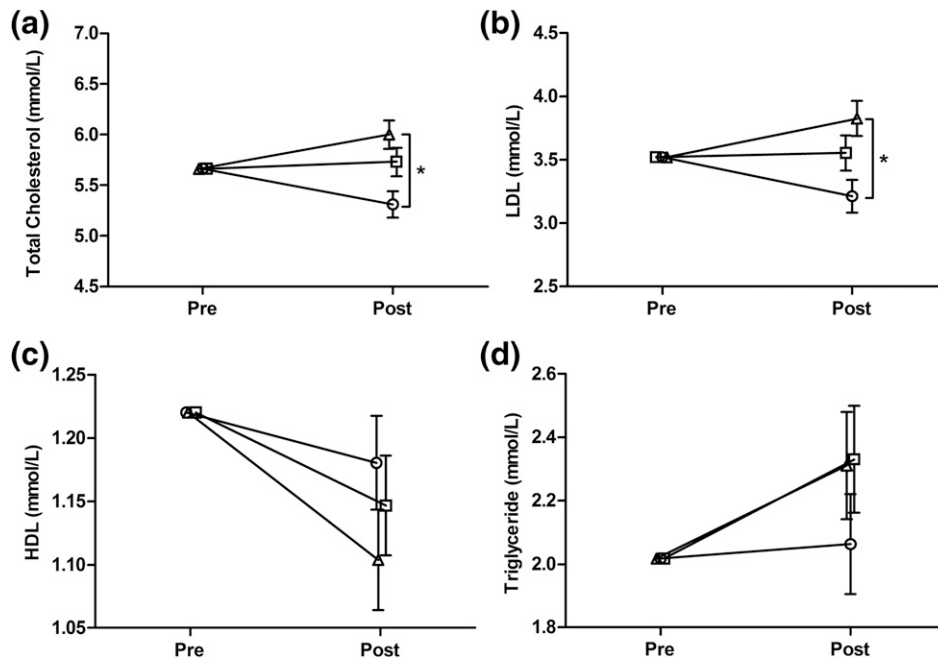 (a)
Total Cholesterol (mmol/L)
7.0
6.5
6.0
5.5
5.0
4.5
*
Pre Post
(b)
LDL (mmol/L)
4.5
4.0
3.5
3.0
2.5
*
Pre Post
(c)
HDL (mmol/L)
1.25
1.20
1.15
1.10
1.05
Pre Post
(d)
Triglyceride (mmol/L)
2.6
2.4
2.2
2.0
1.8
Pre Post